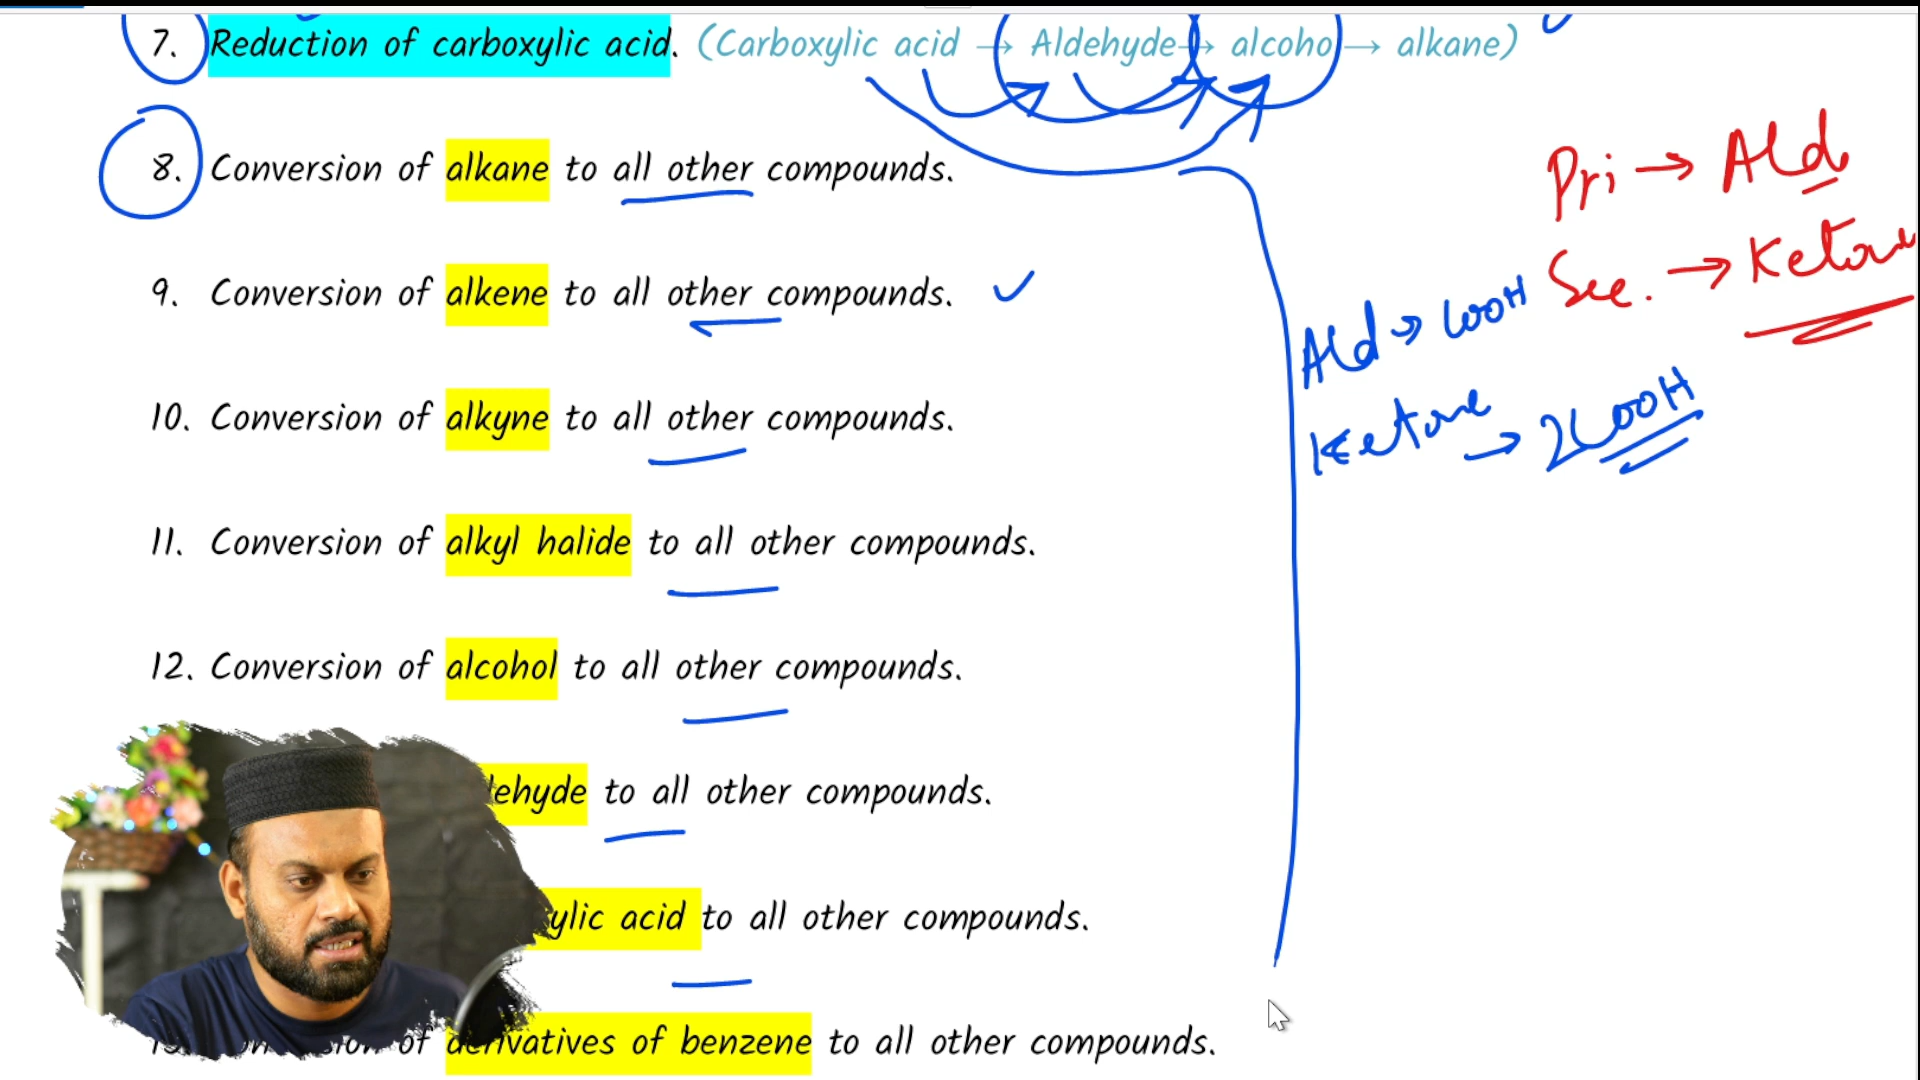 7. Reduction of carboxylic acid. (Carboxylic acid → Aldehyde → alcoho → alkane)
8. Conversion of alkane to all other compounds.
9. Conversion of alkene to all other compounds.
10. Conversion of alkyne to all other compounds.
11. Conversion of alkyl halide to all other compounds.
12. Conversion of alcohol to all other compounds.
ehyde to all other compounds.
ylic acid to all other compounds.
of derivatives of benzene to all other compounds.
Pri → Ald
Sec. → Ketone
Ald → COOH
Ketone → 2COOH